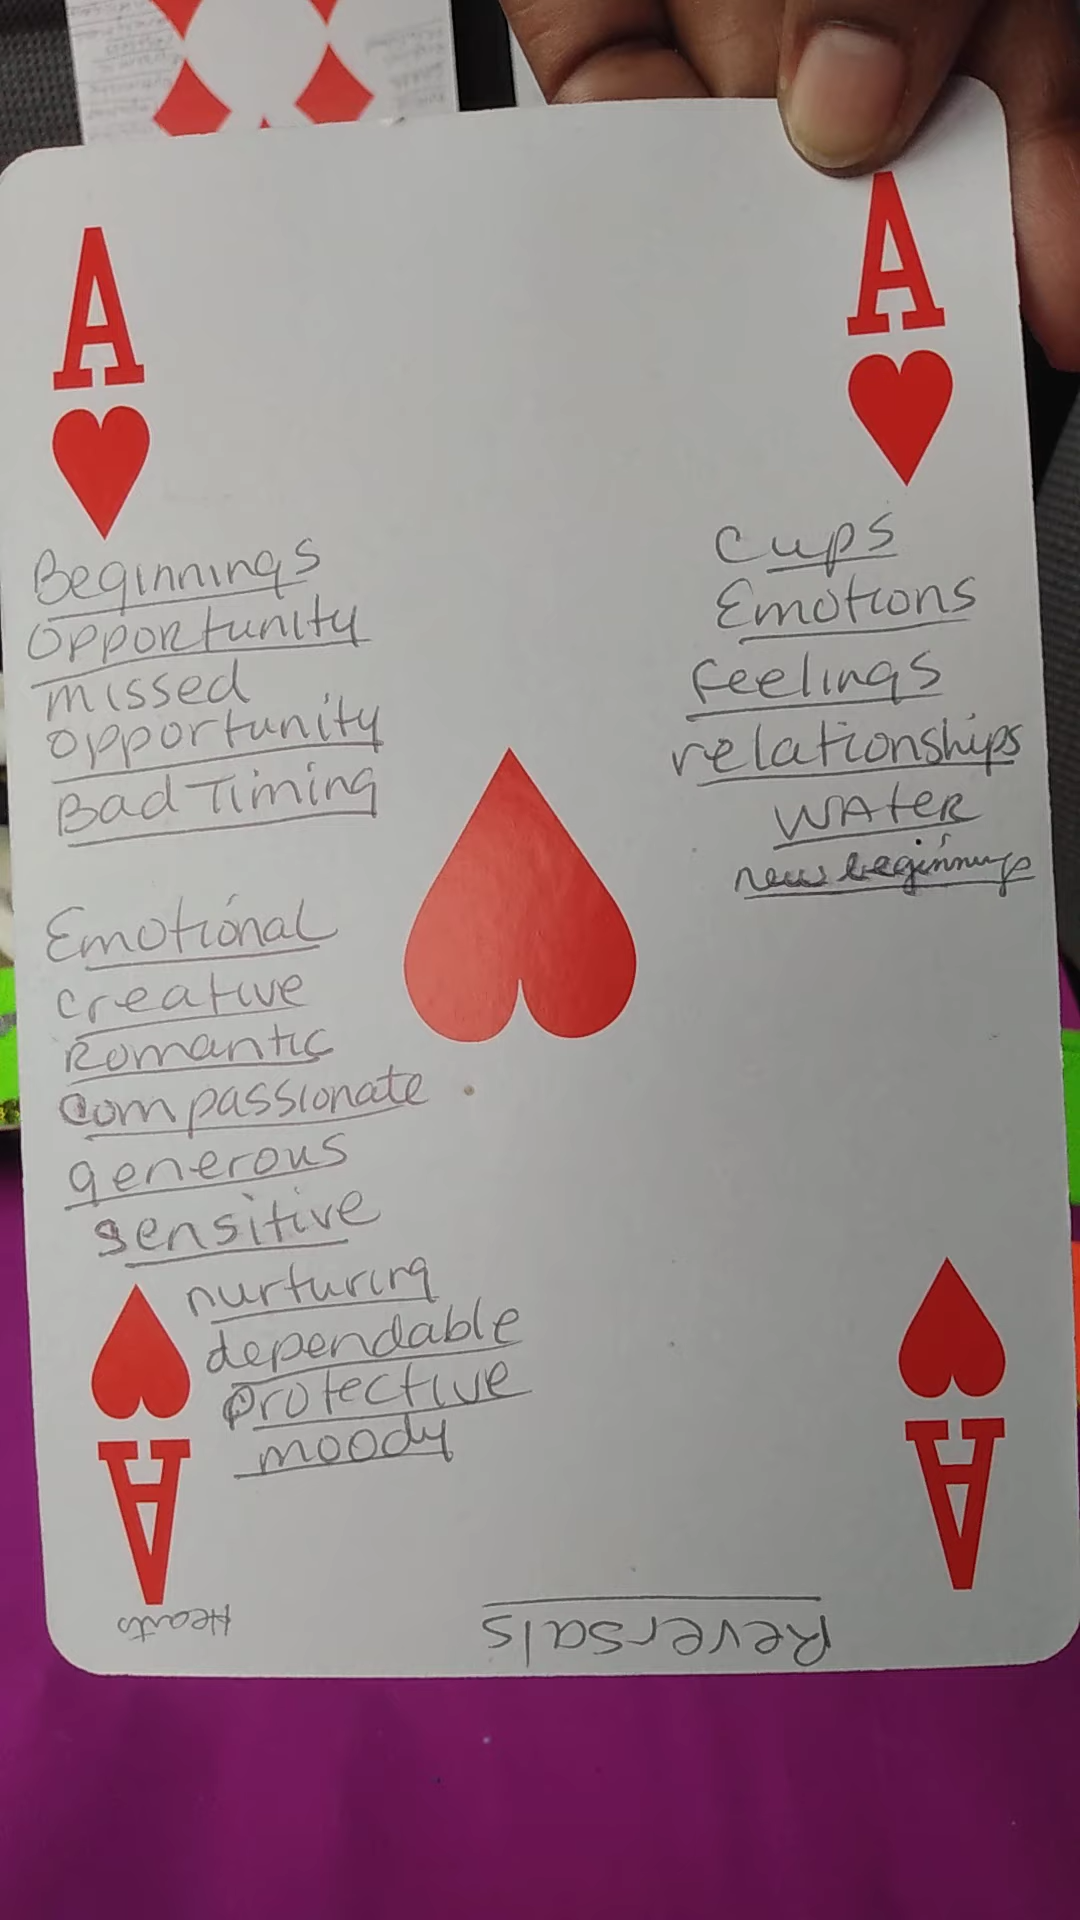 A
A
Beginnings
Opportunity
missed
opportunity
Bad Timing
Cups
Emotions
Feelings
relationships
WAteR
new beginnings
Emotional
creative
Romantic
compassionate
generous
sensitive
nurturing
dependable
protective
moody
A
A
Hearts
Reversals